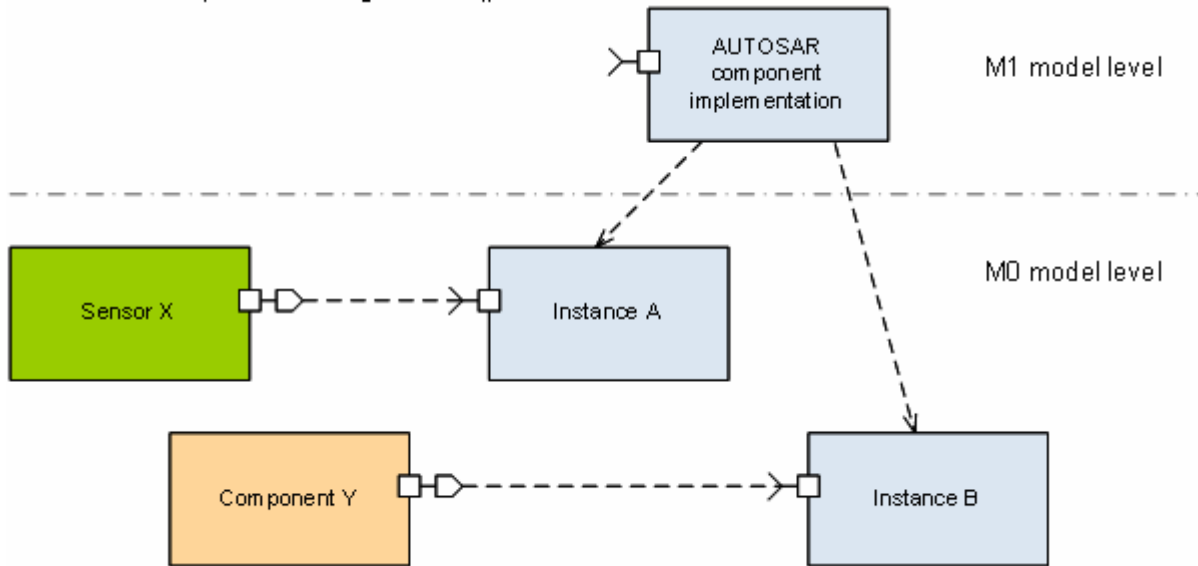 AUTOSAR
component
implementation
M1 model level
M0 model level
Sensor X
Instance A
Component Y
Instance B